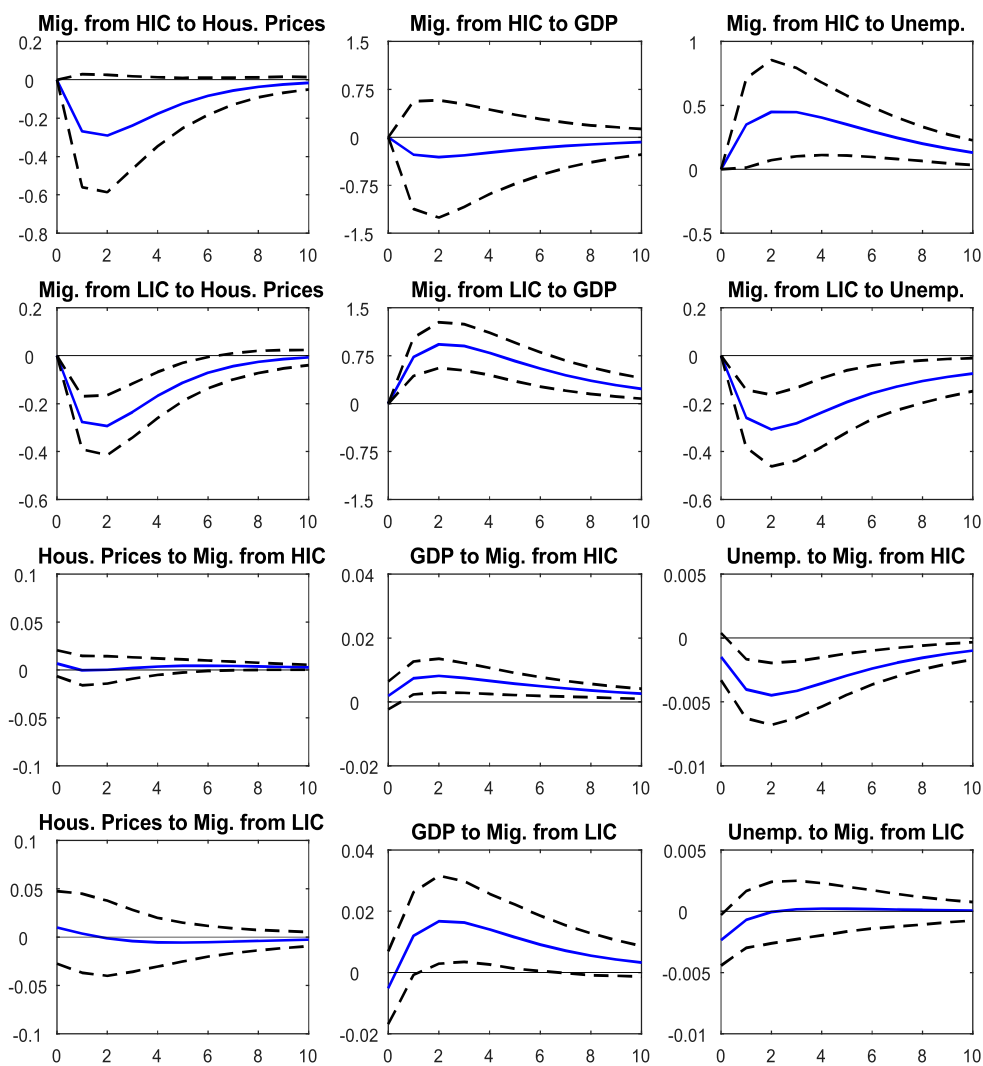 Mig. from HIC to Hous. Prices
0.2
0
-0.2
-0.4
-0.6
-0.8
0 2 4 6 8 10
Mig. from HIC to GDP
1.5
0.75
0
-0.75
-1.5
0 2 4 6 8 10
Mig. from HIC to Unemp.
1
0.5
0
-0.5
0 2 4 6 8 10
Mig. from LIC to Hous. Prices
0.2
0
-0.2
-0.4
-0.6
0 2 4 6 8 10
Mig. from LIC to GDP
1.5
0.75
0
-0.75
-1.5
0 2 4 6 8 10
Mig. from LIC to Unemp.
0.2
0
-0.2
-0.4
-0.6
0 2 4 6 8 10
Hous. Prices to Mig. from HIC
0.1
0.05
0
-0.05
-0.1
0 2 4 6 8 10
GDP to Mig. from HIC
0.04
0.02
0
-0.02
0 2 4 6 8 10
Unemp. to Mig. from HIC
0.005
0
-0.005
-0.01
0 2 4 6 8 10
Hous. Prices to Mig. from LIC
0.1
0.05
0
-0.05
-0.1
0 2 4 6 8 10
GDP to Mig. from LIC
0.04
0.02
0
-0.02
0 2 4 6 8 10
Unemp. to Mig. from LIC
0.005
0
-0.005
-0.01
0 2 4 6 8 10